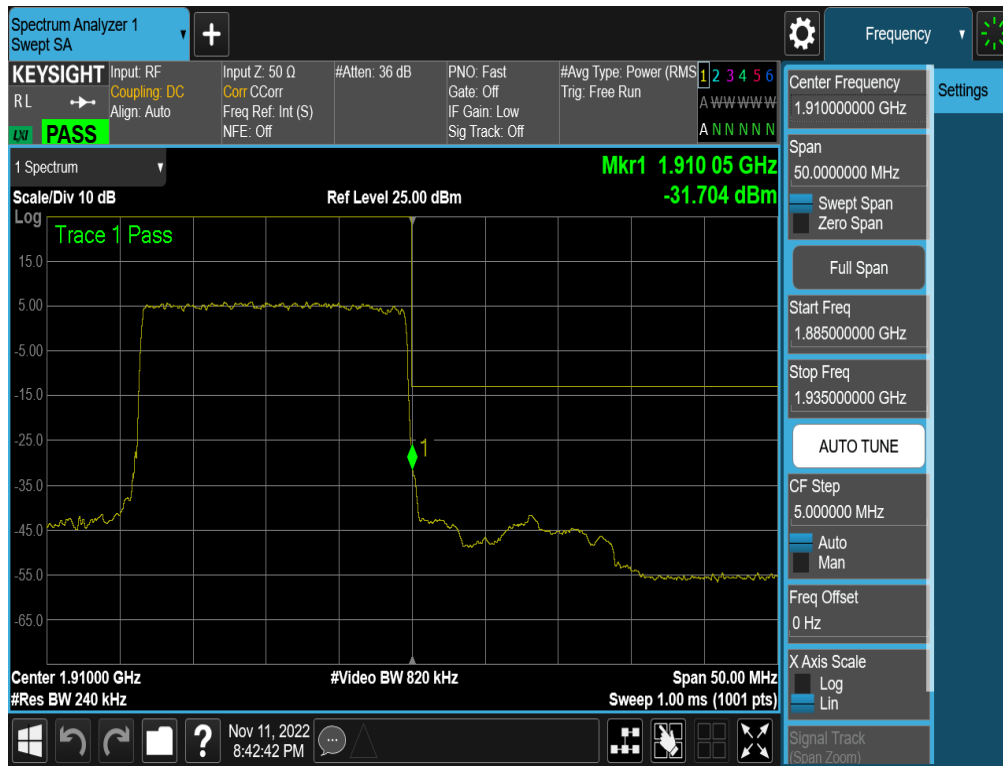 Spectrum Analyzer 1
Swept SA
+
Frequency
KEYSIGHT
RL
LXI
PASS
Input: RF
Coupling: DC
Align: Auto
Input Z: 50 Ω
Corr CCorr
Freq Ref: Int (S)
NFE: Off
#Atten: 36 dB
PNO: Fast
Gate: Off
IF Gain: Low
Sig Track: Off
#Avg Type: Power (RMS
Trig: Free Run
1 2 3 4 5 6
A W W W W W
A N N N N N
1 Spectrum
Mkr1 1.910 05 GHz
-31.704 dBm
Scale/Div 10 dB
Ref Level 25.00 dBm
Log
Trace 1 Pass
15.0
5.00
-5.00
-15.0
-25.0
-35.0
-45.0
-55.0
-65.0
1
Center 1.91000 GHz
#Video BW 820 kHz
Span 50.00 MHz
#Res BW 240 kHz
Sweep 1.00 ms (1001 pts)
Center Frequency
1.910000000 GHz
Settings
Span
50.0000000 MHz
Swept Span
Zero Span
Full Span
Start Freq
1.885000000 GHz
Stop Freq
1.935000000 GHz
AUTO TUNE
CF Step
5.000000 MHz
Auto
Man
Freq Offset
0 Hz
X Axis Scale
Log
Lin
Signal Track
(Span Zoom)
?
Nov 11, 2022
8:42:42 PM